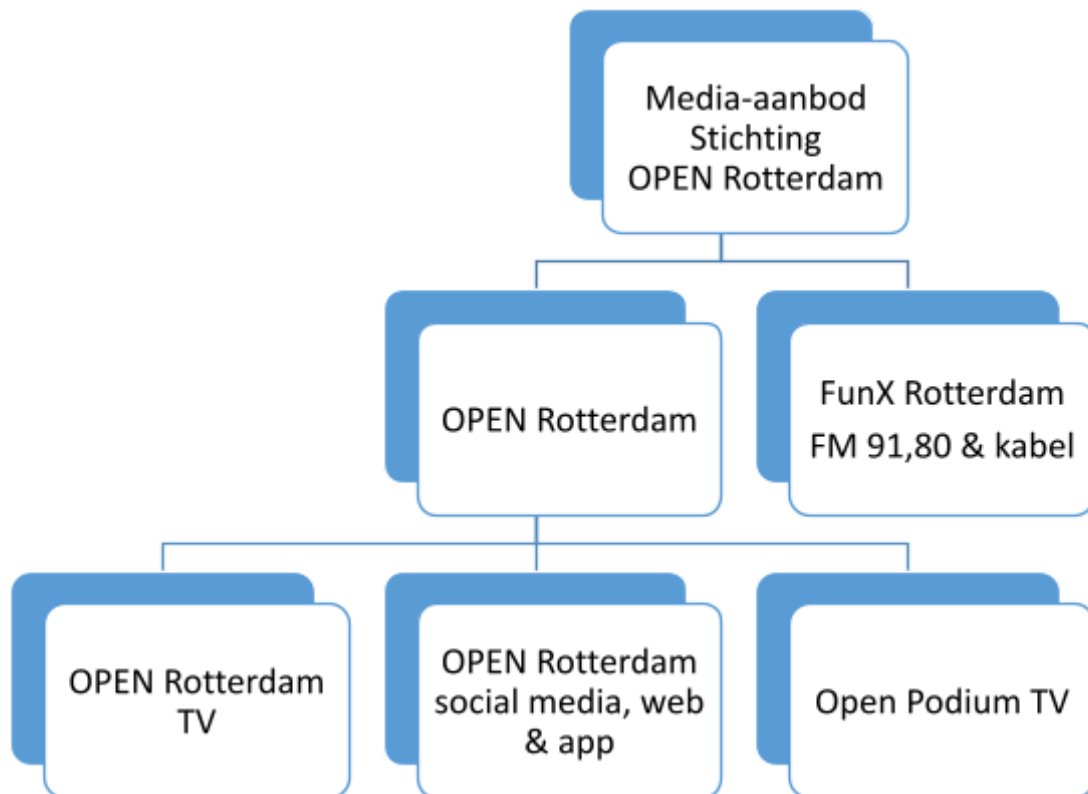 Media-aanbod
Stichting
OPEN Rotterdam
OPEN Rotterdam
FunX Rotterdam
FM 91,80 & kabel
OPEN Rotterdam
TV
OPEN Rotterdam
social media, web
& app
Open Podium TV